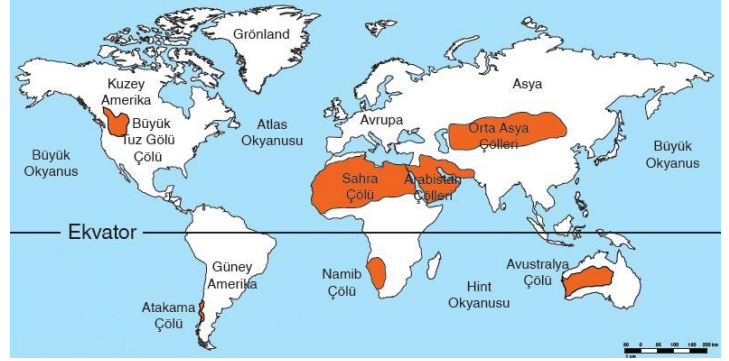 Grönland
Kuzey
Amerika
Büyük
Tuz Gölü
Çölü
Büyük
Okyanus
Atlas
Okyanusu
Avrupa
Asya
Orta Asya
Çölleri
Büyük
Okyanus
Sahra
Çölü
Arabistan
Çölleri
Ekvator
Güney
Amerika
Atakama
Çölü
Namib
Çölü
Hint
Okyanusu
Avustralya
Çölü